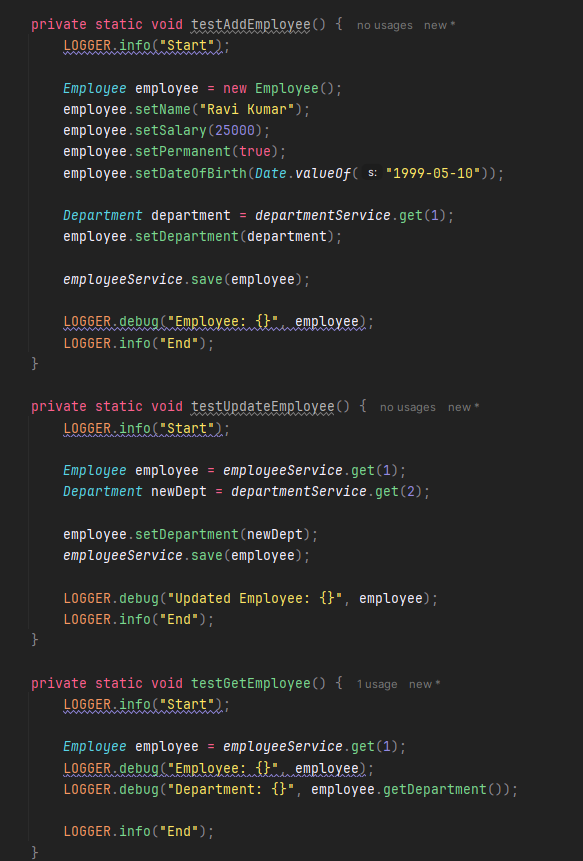 private static void testAddEmployee() {  no usages  new *
    LOGGER.info("Start");

    Employee employee = new Employee();
    employee.setName("Ravi Kumar");
    employee.setSalary(25000);
    employee.setPermanent(true);
    employee.setDateOfBirth(Date.valueOf( s: "1999-05-10"));

    Department department = departmentService.get(1);
    employee.setDepartment(department);

    employeeService.save(employee);

    LOGGER.debug("Employee: {}", employee);
    LOGGER.info("End");
}

private static void testUpdateEmployee() {  no usages  new *
    LOGGER.info("Start");

    Employee employee = employeeService.get(1);
    Department newDept = departmentService.get(2);

    employee.setDepartment(newDept);
    employeeService.save(employee);

    LOGGER.debug("Updated Employee: {}", employee);
    LOGGER.info("End");
}

private static void testGetEmployee() {  1 usage  new *
    LOGGER.info("Start");

    Employee employee = employeeService.get(1);
    LOGGER.debug("Employee: {}", employee);
    LOGGER.debug("Department: {}", employee.getDepartment());

    LOGGER.info("End");
}